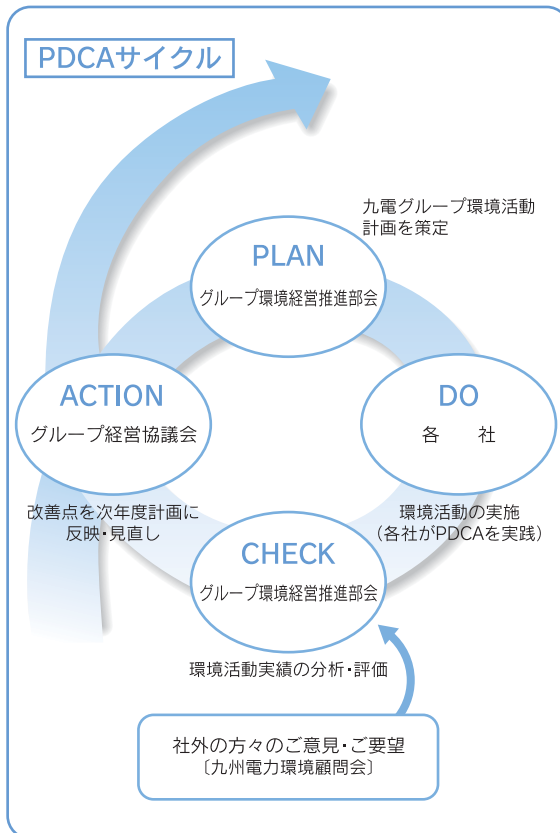 PDCAサイクル
九電グループ環境活動
計画を策定
PLAN
グループ環境経営推進部会
ACTION
グループ経営協議会
改善点を次年度計画に
反映・見直し
DO
各　社
環境活動の実施
（各社がPDCAを実践）
CHECK
グループ環境経営推進部会
環境活動実績の分析・評価
社外の方々のご意見・ご要望
〔九州電力環境顧問会〕